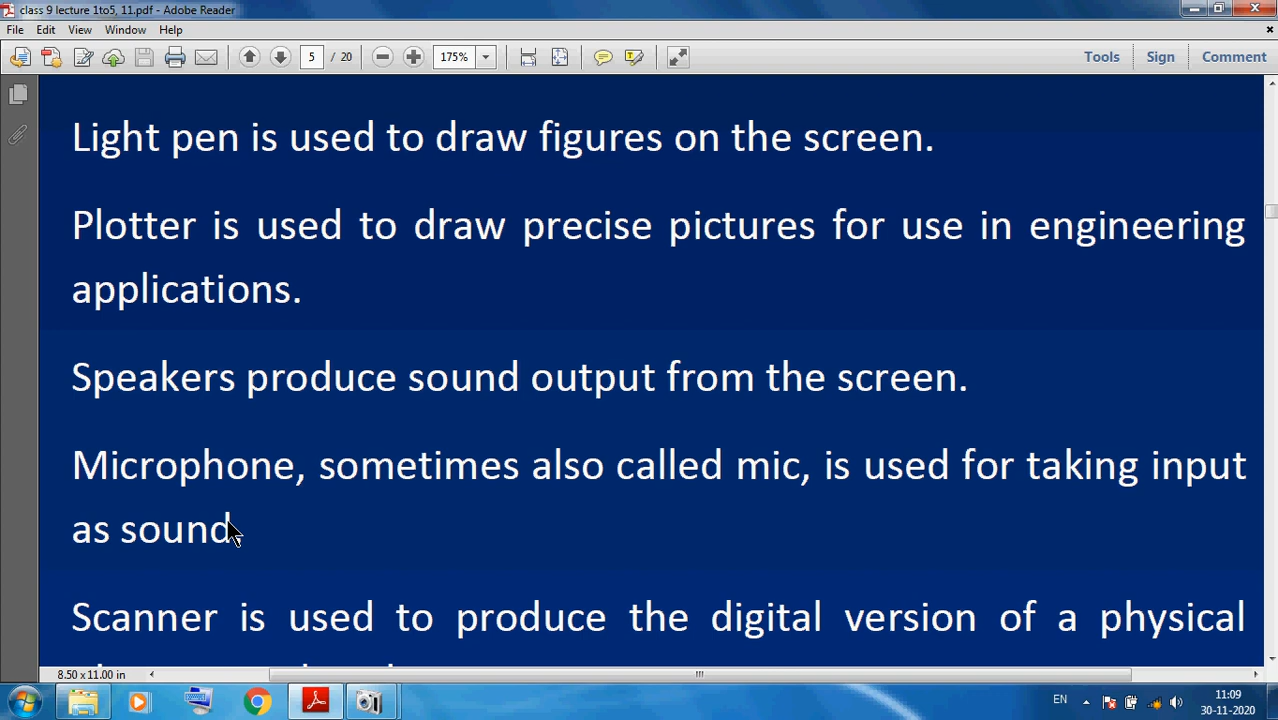 class 9 lecture 1to5, 11.pdf - Adobe Reader
File Edit View Window Help
5 / 20 175% Tools Sign Comment
Light pen is used to draw figures on the screen.
Plotter is used to draw precise pictures for use in engineering
applications.
Speakers produce sound output from the screen.
Microphone, sometimes also called mic, is used for taking input
as sound.
Scanner is used to produce the digital version of a physical
8.50 x 11.00 in
EN 11:09
30-11-2020